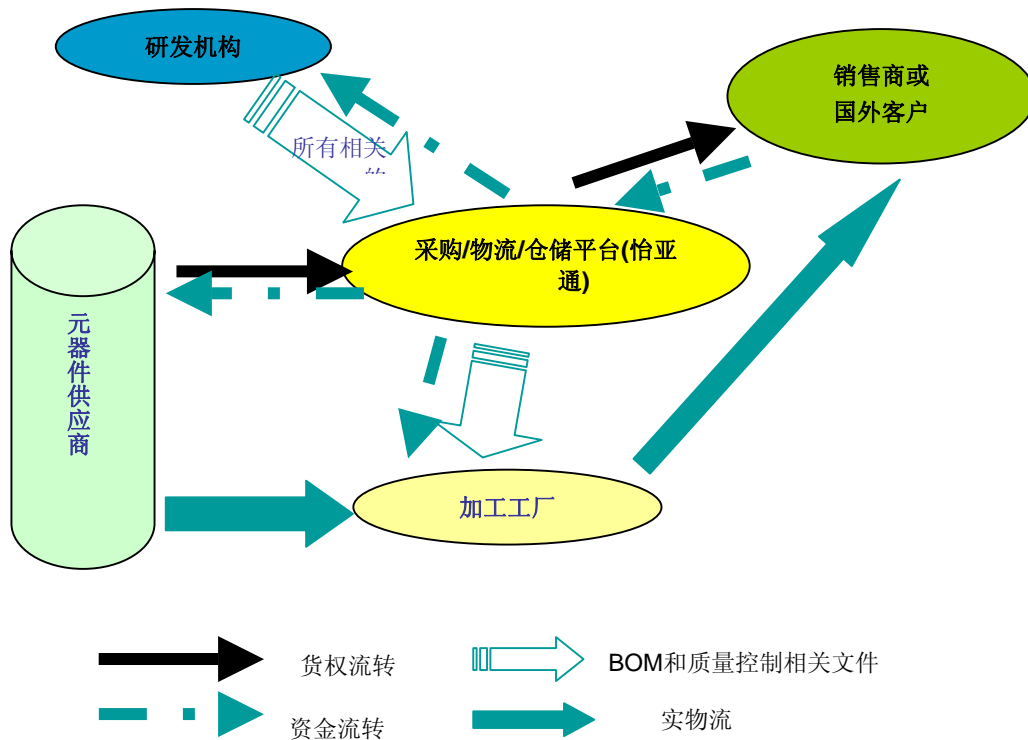 研发机构
销售商或
国外客户
所有相关
采购/物流/仓储平台(怡亚
通)
元器件供应商
加工工厂
货权流转
BOM和质量控制相关文件
资金流转
实物流